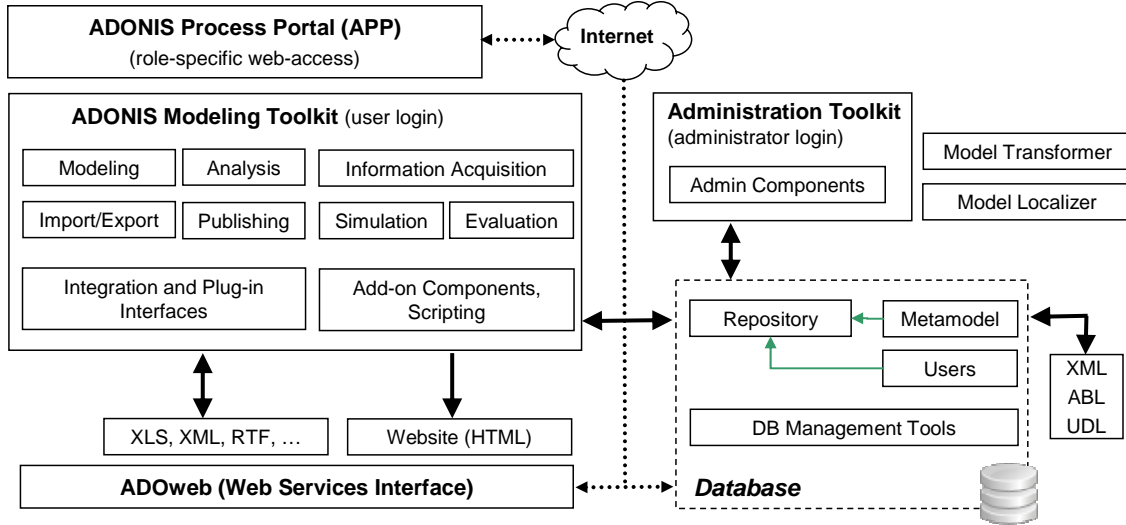 ADONIS Process Portal (APP)
(role-specific web-access)
Internet
ADONIS Modeling Toolkit (user login)
Modeling
Analysis
Information Acquisition
Import/Export
Publishing
Simulation
Evaluation
Integration and Plug-in
Interfaces
Add-on Components,
Scripting
Administration Toolkit
(administrator login)
Admin Components
Model Transformer
Model Localizer
Repository
Metamodel
Users
DB Management Tools
Database
XML
ABL
UDL
XLS, XML, RTF, …
Website (HTML)
ADOweb (Web Services Interface)